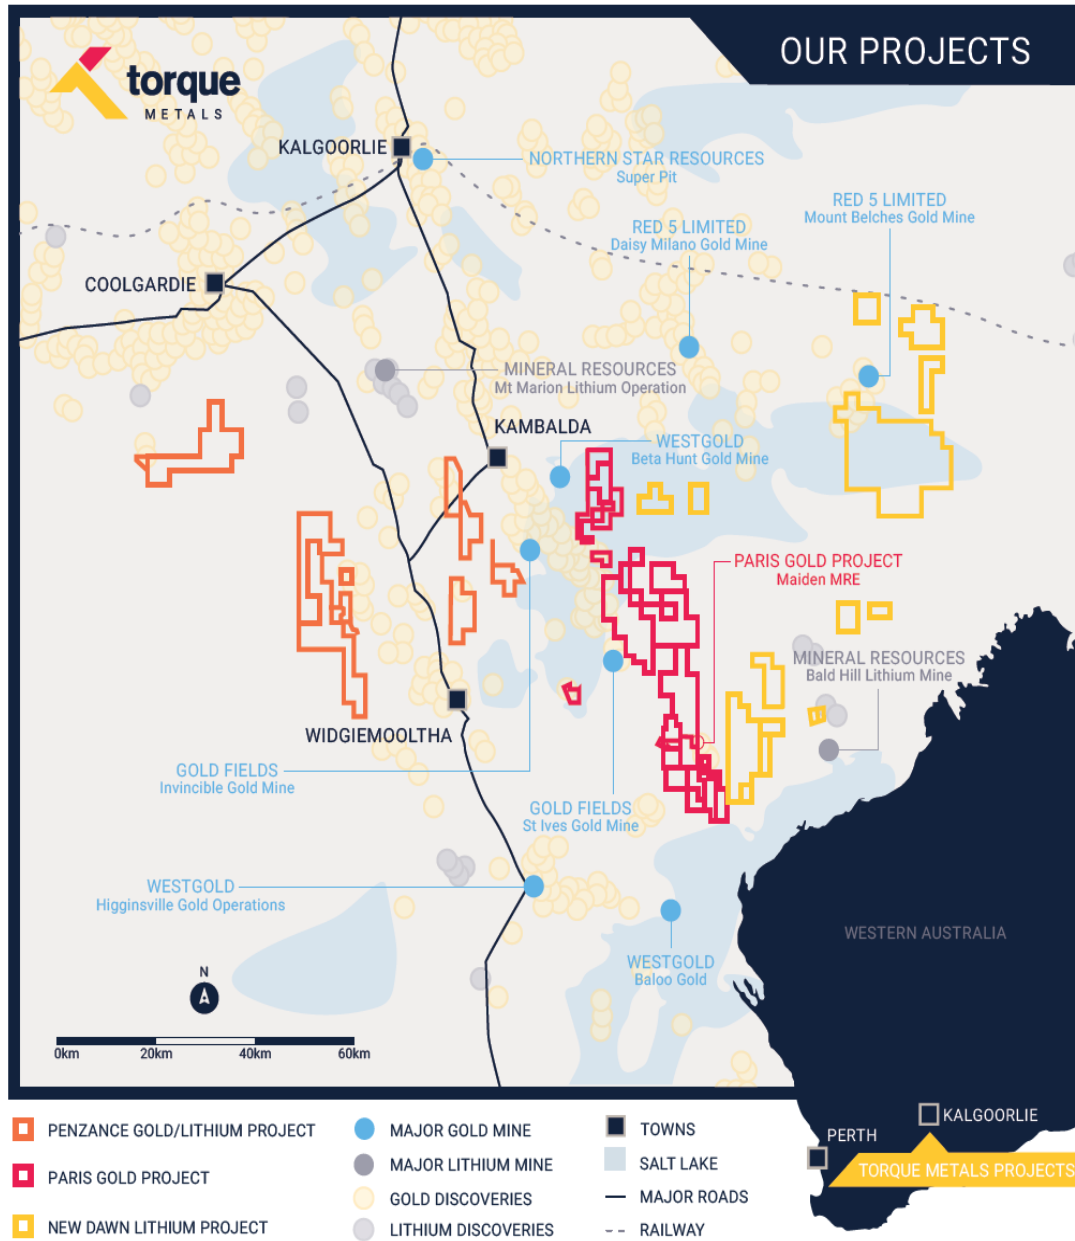 OUR PROJECTS
torque
METALS
KALGOORLIE
NORTHERN STAR RESOURCES
Super Pit
RED 5 LIMITED
Mount Belches Gold Mine
RED 5 LIMITED
Daisy Milano Gold Mine
COOLGARDIE
MINERAL RESOURCES
Mt Marion Lithium Operation
KAMBALDA
WESTGOLD
Beta Hunt Gold Mine
PARIS GOLD PROJECT
Maiden MRE
MINERAL RESOURCES
Bald Hill Lithium Mine
WIDGIEMOOLTHA
GOLD FIELDS
Invincible Gold Mine
GOLD FIELDS
St Ives Gold Mine
WESTGOLD
Higginsville Gold Operations
WESTERN AUSTRALIA
WESTGOLD
Baloo Gold
N
0km 20km 40km 60km
PENZANCE GOLD/LITHIUM PROJECT
PARIS GOLD PROJECT
NEW DAWN LITHIUM PROJECT
MAJOR GOLD MINE
MAJOR LITHIUM MINE
GOLD DISCOVERIES
LITHIUM DISCOVERIES
TOWNS
SALT LAKE
MAJOR ROADS
RAILWAY
KALGOORLIE
PERTH
TORQUE METALS PROJECTS